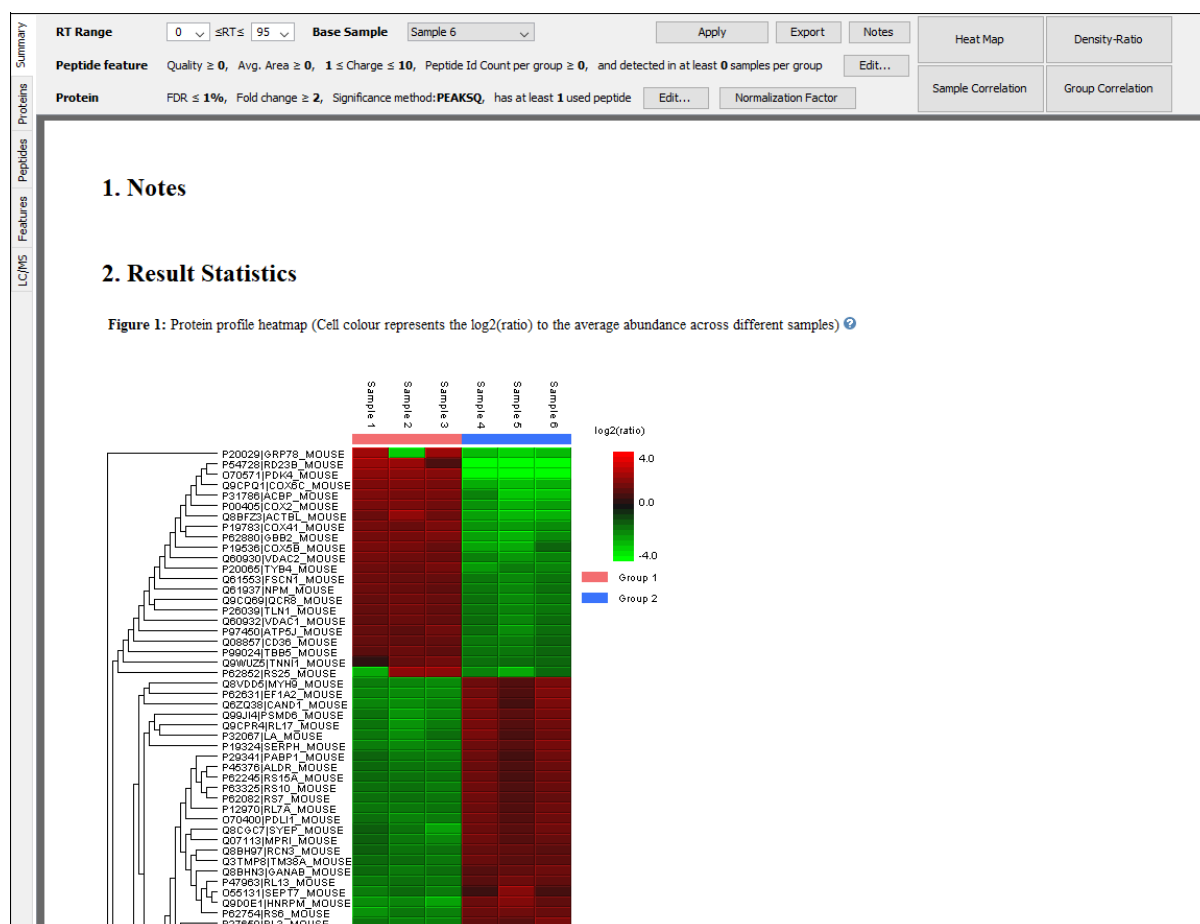 Summary
Proteins
Peptides
Features
LC/MS
RT Range 0 ≤RT≤ 95 Base Sample Sample 6 Apply Export Notes
Peptide feature Quality ≥ 0, Avg. Area ≥ 0, 1 ≤ Charge ≤ 10, Peptide Id Count per group ≥ 0, and detected in at least 0 samples per group Edit...
Protein FDR ≤ 1%, Fold change ≥ 2, Significance method:PEAKSQ, has at least 1 used peptide Edit... Normalization Factor
Heat Map Density-Ratio
Sample Correlation Group Correlation
1. Notes
2. Result Statistics
Figure 1: Protein profile heatmap (Cell colour represents the log2(ratio) to the average abundance across different samples) ?
Sample 1
Sample 2
Sample 3
Sample 4
Sample 5
Sample 6
log2(ratio)
4.0
0.0
-4.0
Group 1
Group 2
P20029|GRP78_MOUSE
P54728|RD23B_MOUSE
O70571|PDK4_MOUSE
Q9CPQ1|COX6C_MOUSE
P31786|ACBP_MOUSE
P00405|COX2_MOUSE
Q8BFZ3|ACTBL_MOUSE
P19783|COX41_MOUSE
P62880|GBB2_MOUSE
P19536|COX5B_MOUSE
Q60930|VDAC2_MOUSE
P20065|TYB4_MOUSE
Q61553|FSCN1_MOUSE
Q61937|NPM_MOUSE
Q9CQ69|QCR8_MOUSE
P26039|TLN1_MOUSE
Q60932|VDAC1_MOUSE
P97450|ATP5J_MOUSE
Q08857|CD36_MOUSE
P99024|TBB5_MOUSE
Q9WUZ5|TNNI1_MOUSE
P62852|RS25_MOUSE
Q8VDD5|MYH9_MOUSE
P62631|EF1A2_MOUSE
Q6ZQ38|CAND1_MOUSE
Q99JI4|PSMD6_MOUSE
Q9CPR4|RL17_MOUSE
P32067|LA_MOUSE
P19324|SERPH_MOUSE
P29341|PABP1_MOUSE
P45376|ALDR_MOUSE
P62245|RS15A_MOUSE
P63325|RS10_MOUSE
P62082|RS7_MOUSE
P12970|RL7A_MOUSE
O70400|PDLI1_MOUSE
Q8CGC7|SYEP_MOUSE
Q07113|MPRI_MOUSE
Q8BH97|RCN3_MOUSE
Q3TMP8|TM38A_MOUSE
Q8BHN3|GANAB_MOUSE
P47963|RL13_MOUSE
O55131|SEPT7_MOUSE
Q9D0E1|HNRPM_MOUSE
P62754|RS6_MOUSE